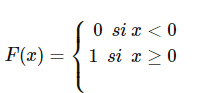 0 si x < 0
F(x) = { 1 si x ≥ 0